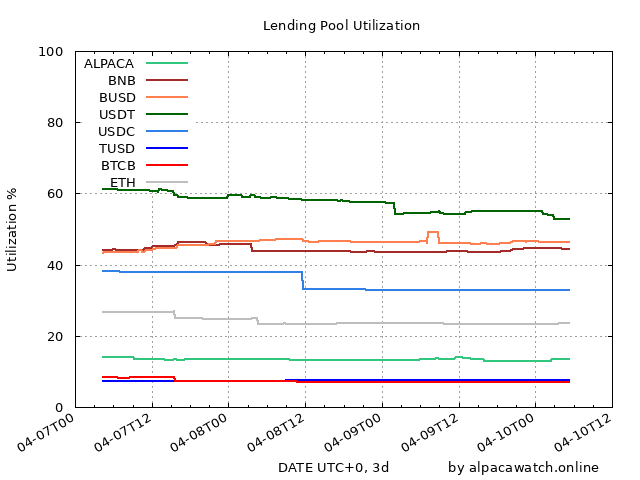 Lending Pool Utilization
100
80
60
40
20
0
Utilization %
ALPACA
BNB
BUSD
USDT
USDC
TUSD
BTCB
ETH
04-07T00
04-07T12
04-08T00
04-08T12
04-09T00
04-09T12
04-10T00
04-10T12
DATE UTC+0, 3d
by alpacawatch.online